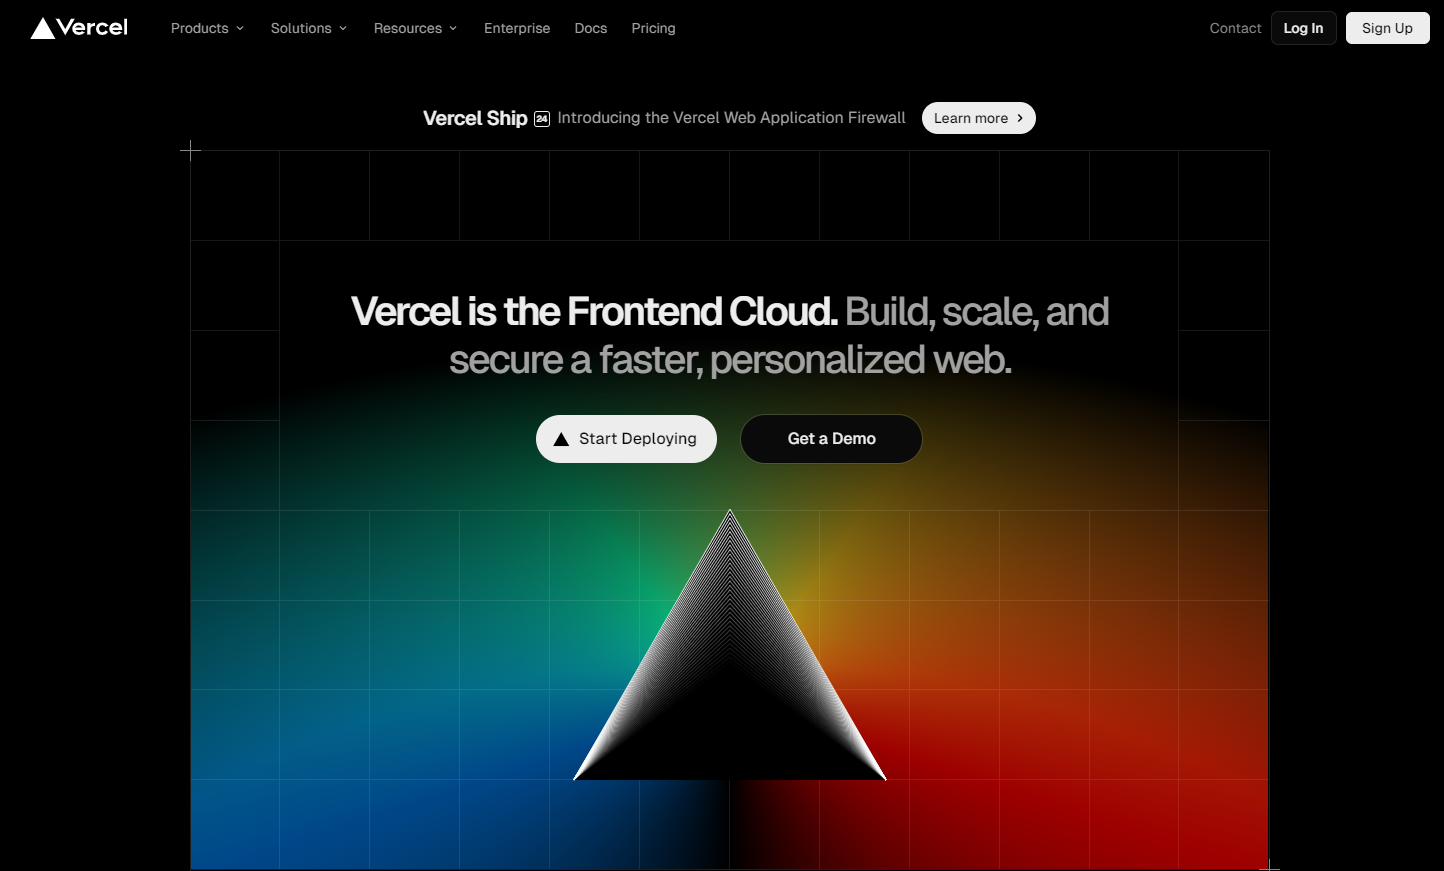 Vercel
Products Solutions Resources Enterprise Docs Pricing
Contact Log In Sign Up
Vercel Ship 24 Introducing the Vercel Web Application Firewall Learn more
Vercel is the Frontend Cloud. Build, scale, and
secure a faster, personalized web.
Start Deploying Get a Demo